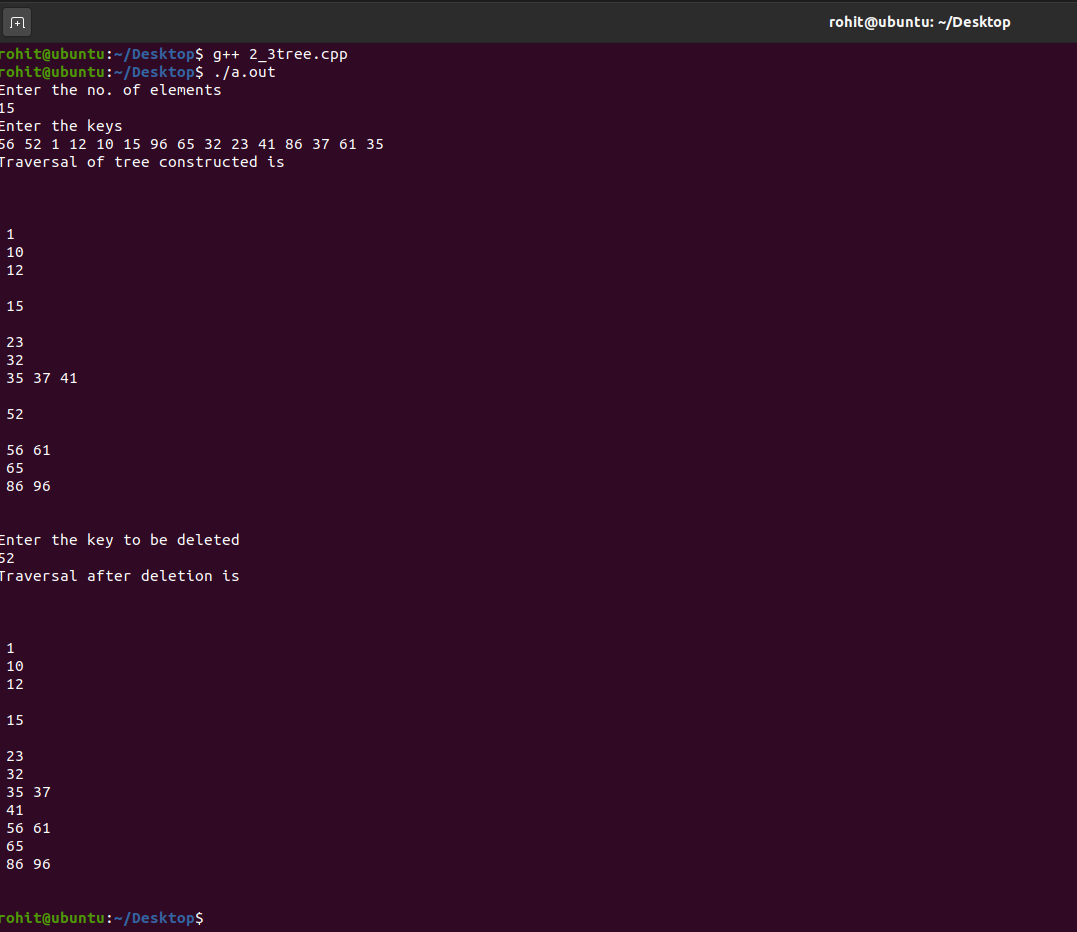 rohit@ubuntu: ~/Desktop
rohit@ubuntu:~/Desktop$ g++ 2_3tree.cpp
rohit@ubuntu:~/Desktop$ ./a.out
Enter the no. of elements
15
Enter the keys
56 52 1 12 10 15 96 65 32 23 41 86 37 61 35
Traversal of tree constructed is
1
10
12
15
23
32
35 37 41
52
56 61
65
86 96
Enter the key to be deleted
52
Traversal after deletion is
1
10
12
15
23
32
35 37
41
56 61
65
86 96
rohit@ubuntu:~/Desktop$